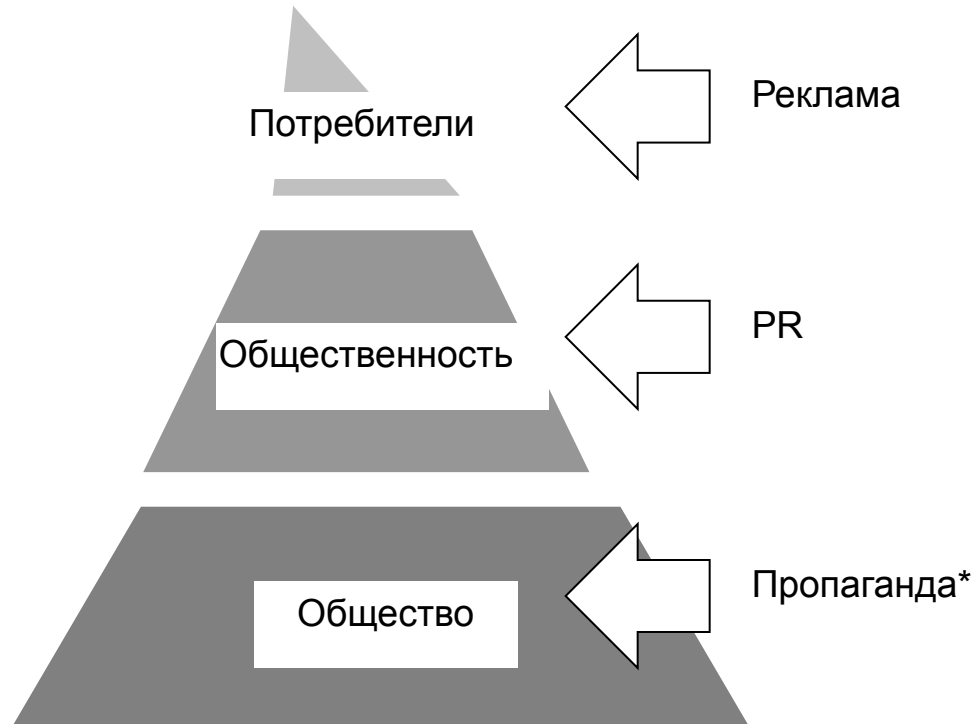 Реклама
Потребители
PR
Общественность
Пропаганда*
Общество